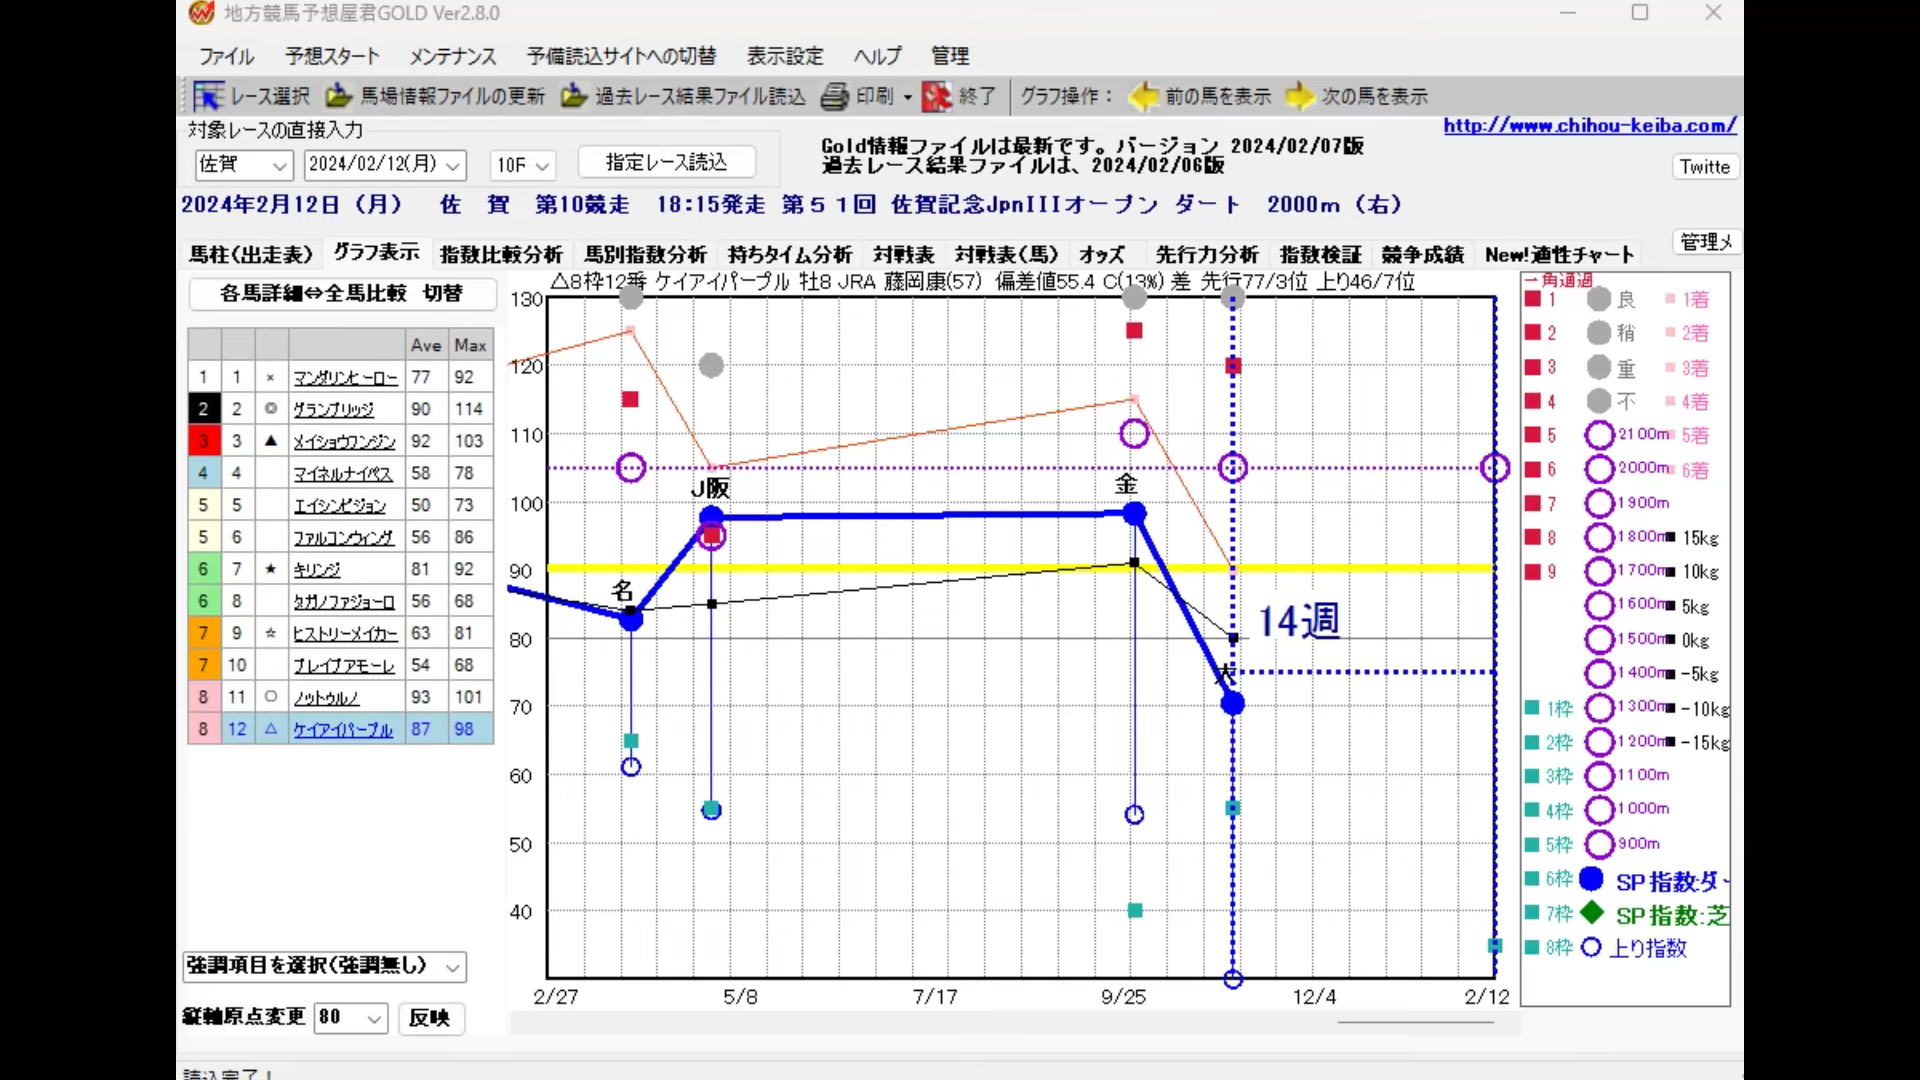 地方競馬予想屋君GOLD Ver2.8.0
ファイル 予想スタート メンテナンス 予備読込サイトへの切替 表示設定 ヘルプ 管理
レース選択 馬場情報ファイルの更新 過去レース結果ファイル読込 印刷 終了 グラフ操作： 前の馬を表示 次の馬を表示
対象レースの直接入力
http://www.chihou-keiba.com/
佐賀 2024/02/12(月) 10R 指定レース読込
Gold情報ファイルは最新です。バージョン 2024/02/07版
過去レース結果ファイルは、2024/02/06版
Twitte
2024年2月12日（月） 佐 賀 第10競走 18:15発走 第５１回 佐賀記念JpnIIIオープン ダート 2000m（右）
管理メ
馬柱(出走表) グラフ表示 指数比較分析 馬別指数分析 持ちタイム分析 対戦表 対戦表(馬) オッズ 先行力分析 指数検証 競争成績 New!適性チャート
各馬詳細⇔全馬比較 切替
△8枠12番 ケイアイパープル 牡8 JRA 藤岡康(57) 偏差値55.4 C(13%) 差 先行77/3位 上り46/7位
Ave Max
1 1 × マンダリンヒーロー 77 92
2 2 ◎ グランブリッジ 90 114
3 3 ▲ メイショウフンジン 92 103
4 4 マイネルナイペス 58 78
5 5 エイシンピジョン 50 73
5 6 ファルコンウィング 56 86
6 7 ★ キリンジ 81 92
6 8 タガノファジョーロ 56 68
7 9 ☆ ヒストリーメイカー 63 81
7 10 ブレイブアモーレ 54 68
8 11 ○ ノットゥルノ 93 101
8 12 △ ケイアイパープル 87 98
強調項目を選択(強調無し)
縦軸原点変更 80 反映
130
120
110
100
90
80
70
60
50
40
名
J阪
金
大
14週
2/27 5/8 7/17 9/25 12/4 2/12
一角通過
1 良 1着
2 稍 2着
3 重 3着
4 不 4着
5 2100m 5着
6 2000m 6着
7 1900m
8 1800m 15kg
9 1700m 10kg
1600m 5kg
1500m 0kg
1400m -5kg
1枠 1300m -10kg
2枠 1200m -15kg
3枠 1100m
4枠 1000m
5枠 900m
6枠 SP指数:ダ
7枠 SP指数:芝
8枠 上り指数
読込完了！